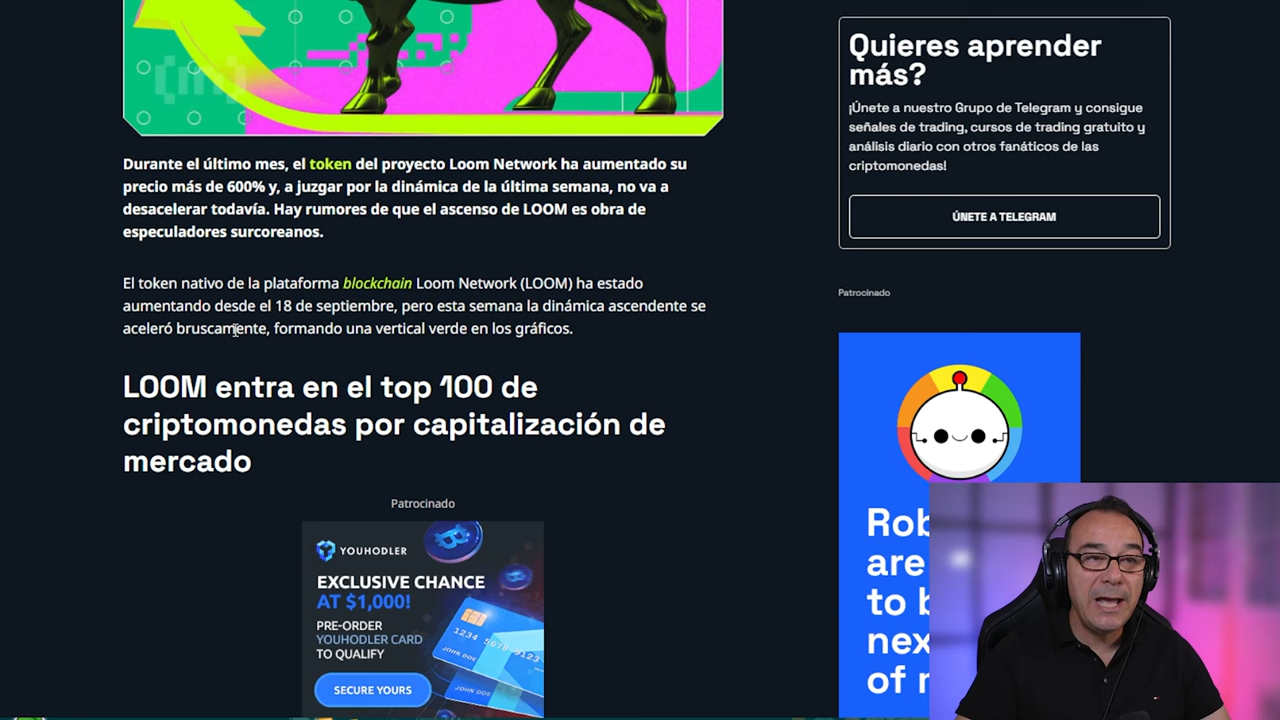 Durante el último mes, el token del proyecto Loom Network ha aumentado su
precio más de 600% y, a juzgar por la dinámica de la última semana, no va a
desacelerar todavía. Hay rumores de que el ascenso de LOOM es obra de
especuladores surcoreanos.
El token nativo de la plataforma blockchain Loom Network (LOOM) ha estado
aumentando desde el 18 de septiembre, pero esta semana la dinámica ascendente se
aceleró bruscamente, formando una vertical verde en los gráficos.
LOOM entra en el top 100 de
criptomonedas por capitalización de
mercado
Patrocinado
YOUHODLER
EXCLUSIVE CHANCE
AT $1,000!
PRE-ORDER
YOUHODLER CARD
TO QUALIFY
SECURE YOURS
1234 5678 9123
JOHN DOE
JOHN DOE
Quieres aprender
más?
¡Únete a nuestro Grupo de Telegram y consigue
señales de trading, cursos de trading gratuito y
análisis diario con otros fanáticos de las
criptomonedas!
ÚNETE A TELEGRAM
Patrocinado
are
to
of